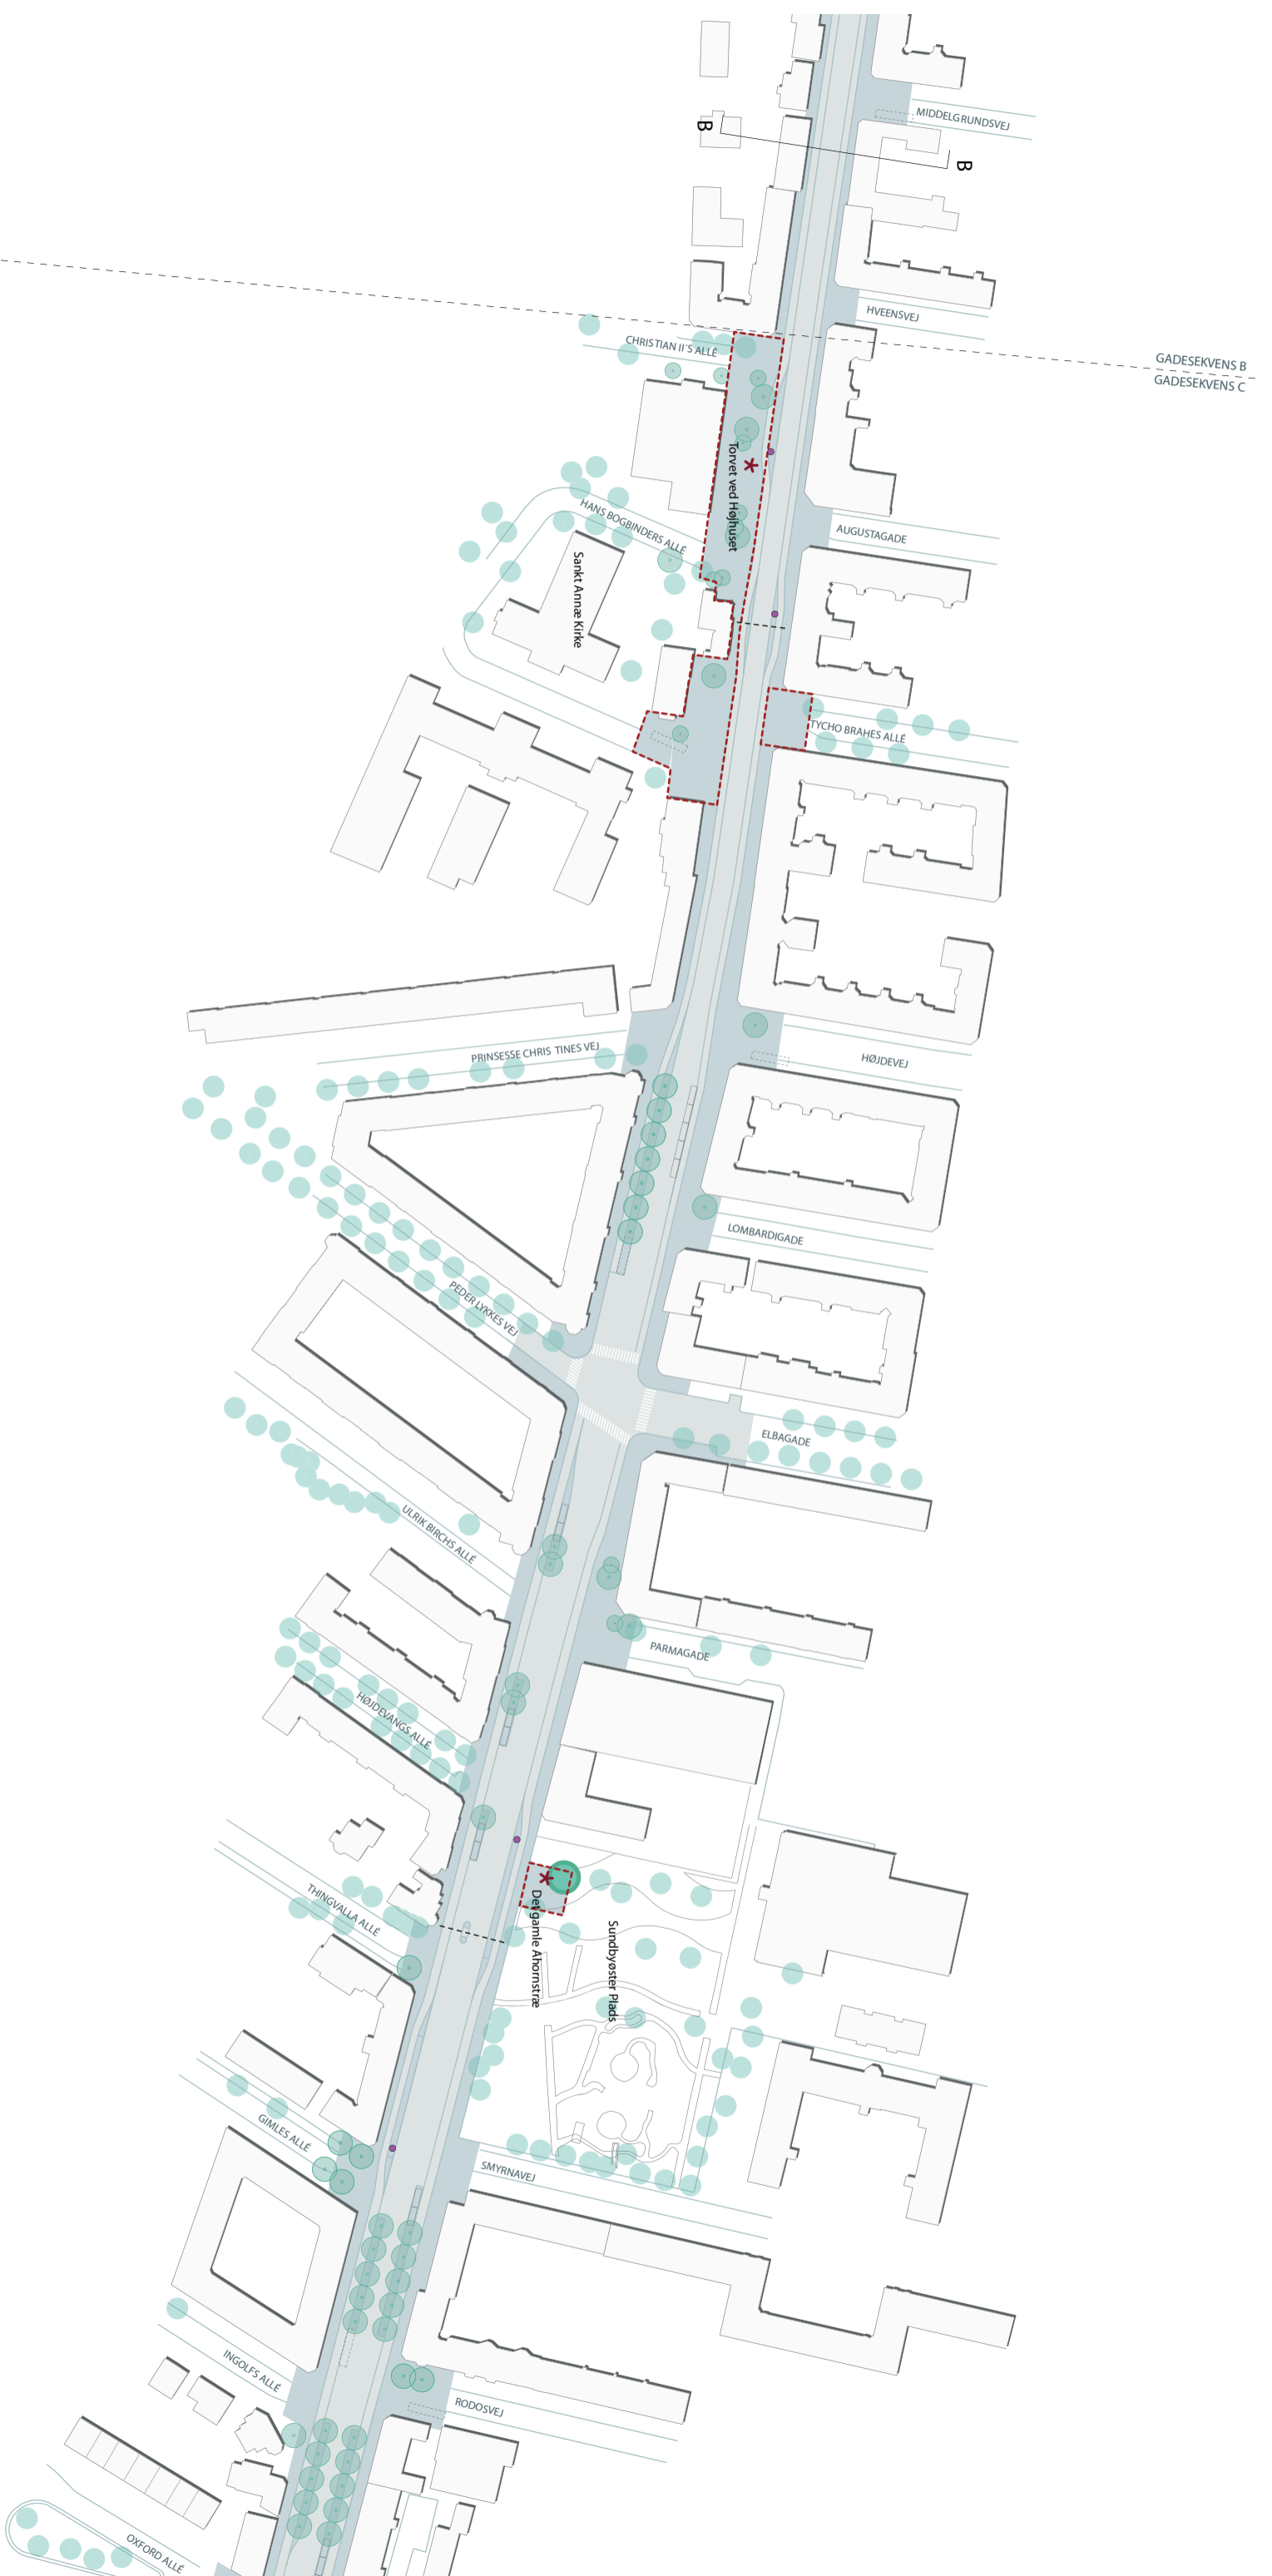 MIDDELGRUNDSVEJ
B
B
HVEENSVEJ
CHRISTIAN II´S ALLÉ
GADESEKVENS B
GADESEKVENS C
Torvet ved Højhuset
HANS BOGBINDERS ALLÉ
AUGUSTAGADE
Sankt Annæ Kirke
TYCHO BRAHES ALLÉ
PRINSESSE CHRIS TINES VEJ
HØJDEVEJ
LOMBARDIGADE
PEDER LYKKES VEJ
ELBAGADE
ULRIK BIRCHS ALLÉ
PARMAGADE
HØJDEVANGS ALLÉ
THINGVALLA ALLÉ
Det gamle Ahornstræ
Sundbyøster Plads
GIMLES ALLÉ
SMYRNAVEJ
INGOLFS ALLÉ
RODOSVEJ
OXFORD ALLÉ